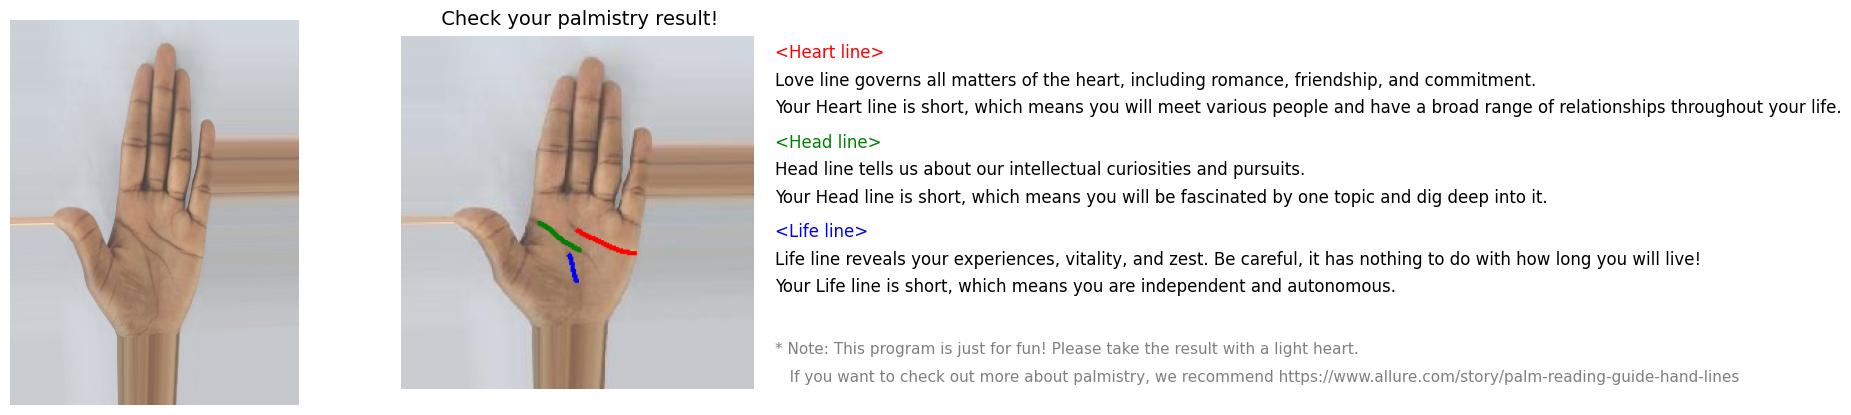 Check your palmistry result!
<Heart line>
Love line governs all matters of the heart, including romance, friendship, and commitment.
Your Heart line is short, which means you will meet various people and have a broad range of relationships throughout your life.
<Head line>
Head line tells us about our intellectual curiosities and pursuits.
Your Head line is short, which means you will be fascinated by one topic and dig deep into it.
<Life line>
Life line reveals your experiences, vitality, and zest. Be careful, it has nothing to do with how long you will live!
Your Life line is short, which means you are independent and autonomous.
* Note: This program is just for fun! Please take the result with a light heart.
If you want to check out more about palmistry, we recommend https://www.allure.com/story/palm-reading-guide-hand-lines